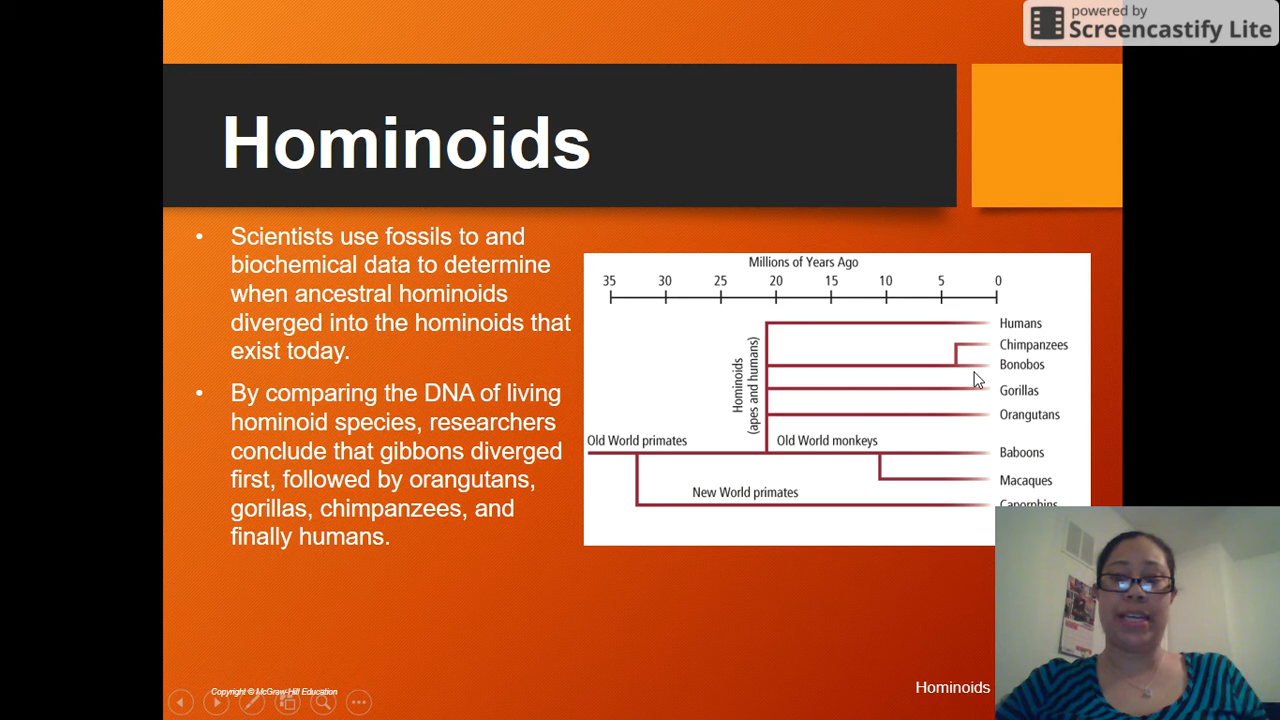 powered by
Screencastify Lite
Hominoids
• Scientists use fossils to and
biochemical data to determine
when ancestral hominoids
diverged into the hominoids that
exist today.
• By comparing the DNA of living
hominoid species, researchers
conclude that gibbons diverged
first, followed by orangutans,
gorillas, chimpanzees, and
finally humans.
Millions of Years Ago
35 30 25 20 15 10 5 0
Humans
Chimpanzees
Bonobos
Gorillas
Orangutans
Hominoids
(apes and humans)
Old World primates
Old World monkeys
Baboons
Macaques
New World primates
Copyright © McGraw-Hill Education
Hominoids